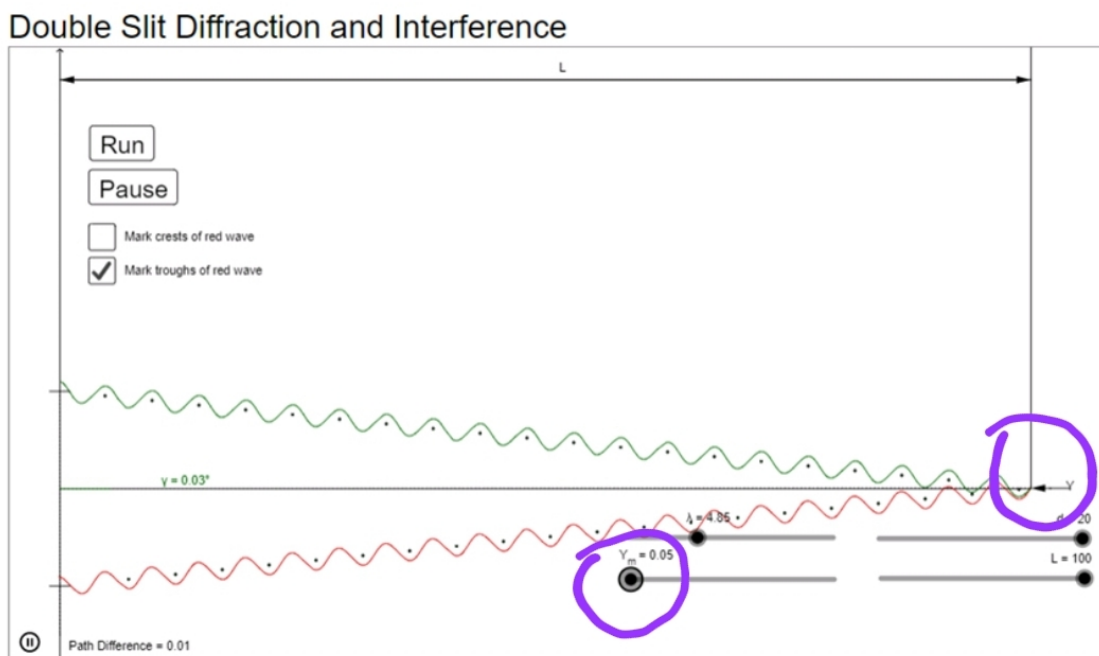 Double Slit Diffraction and Interference
L
Run
Pause
Mark crests of red wave
Mark troughs of red wave
γ = 0.03°
Y
λ = 4.85
20
Ym = 0.05
L = 100
Path Difference = 0.01